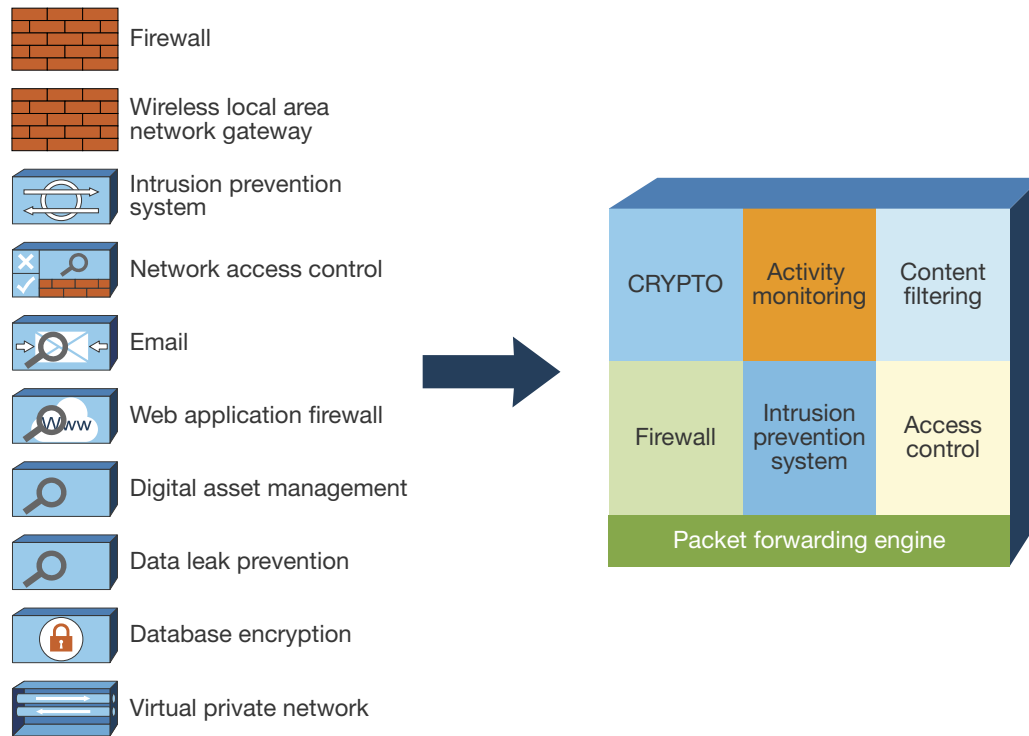 Firewall
Wireless local area
network gateway
Intrusion prevention
system
Network access control
Email
Www
Web application firewall
Digital asset management
Data leak prevention
Database encryption
Virtual private network
CRYPTO
Activity
monitoring
Content
filtering
Firewall
Intrusion
prevention
system
Access
control
Packet forwarding engine